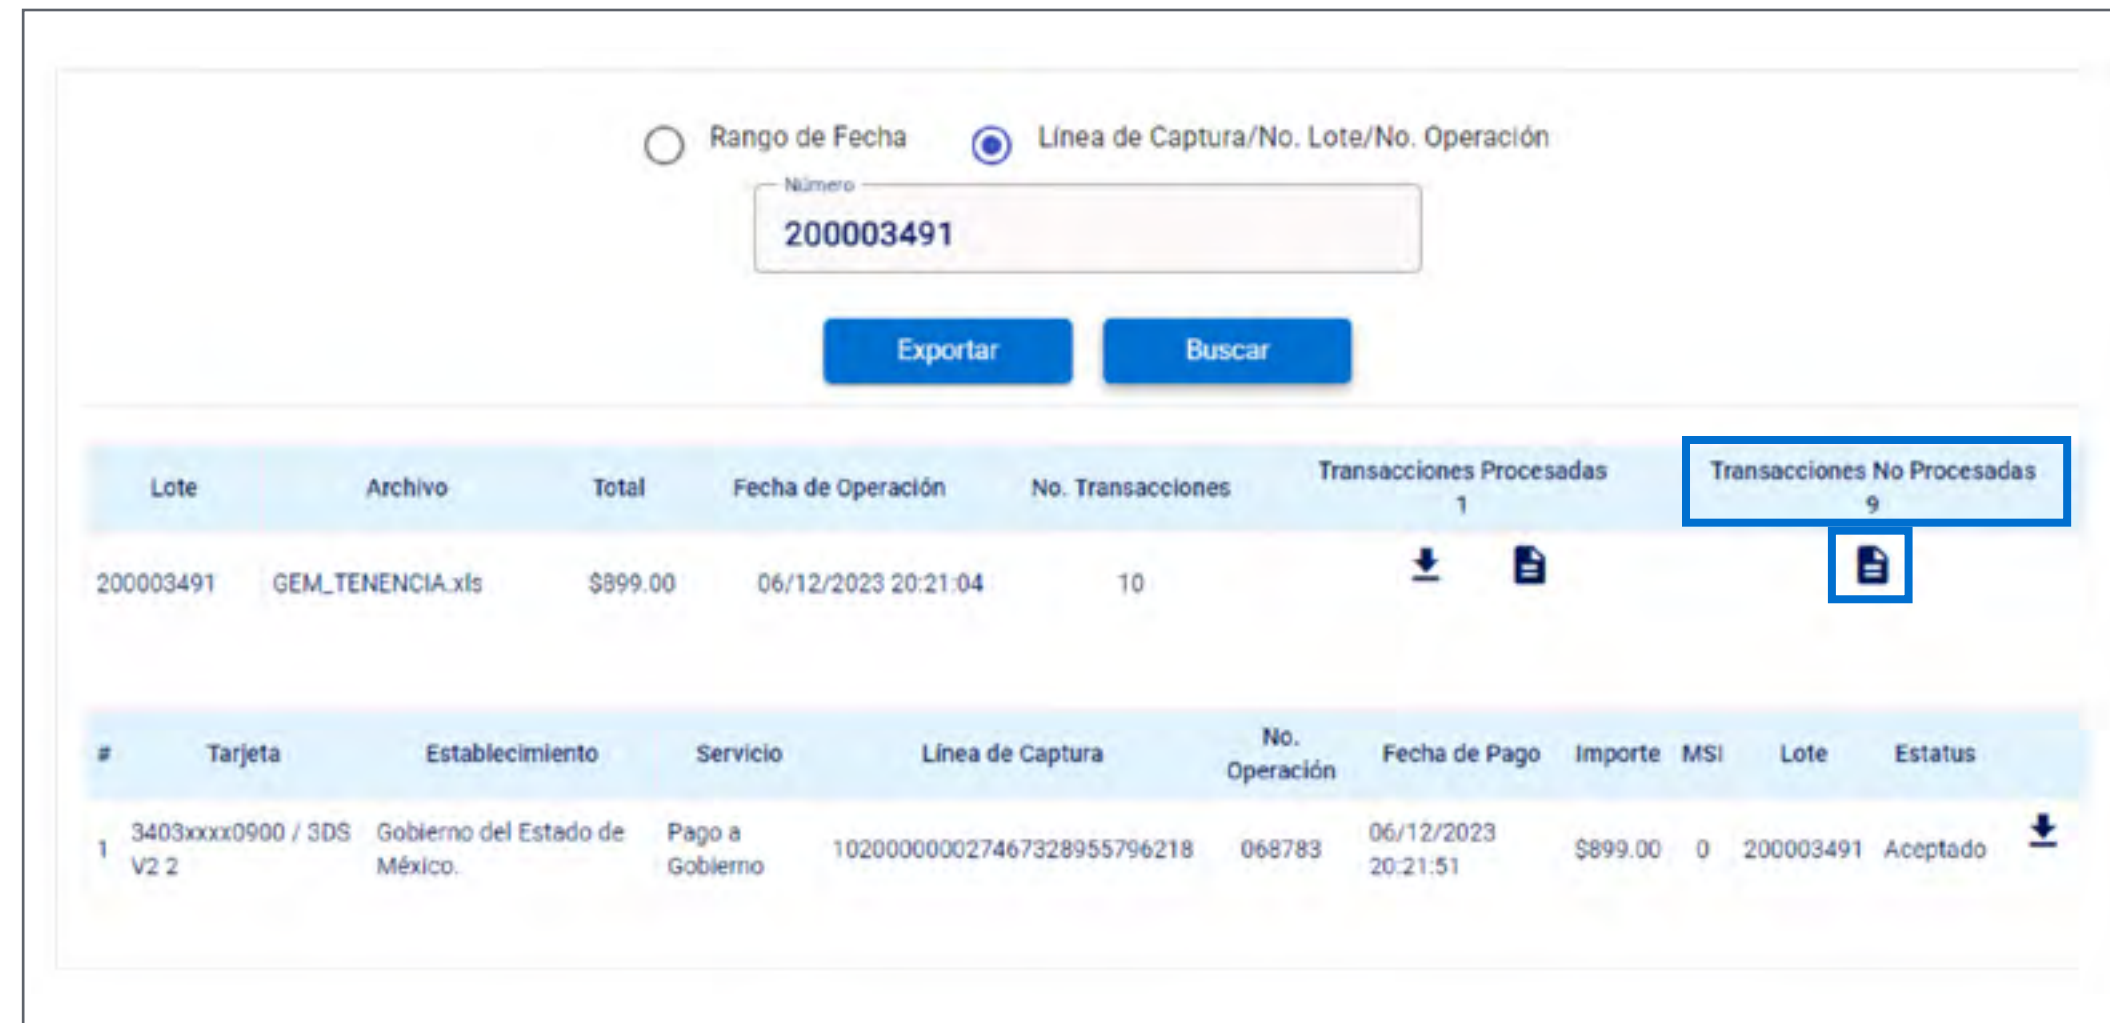 Rango de Fecha Línea de Captura/No. Lote/No. Operación
Número
200003491
Exportar Buscar
Lote Archivo Total Fecha de Operación No. Transacciones Transacciones Procesadas 1 Transacciones No Procesadas 9
200003491 GEM_TENENCIA.xls $899.00 06/12/2023 20:21:04 10
# Tarjeta Establecimiento Servicio Línea de Captura No. Operación Fecha de Pago Importe MSI Lote Estatus
1 3403xxxx0900 / 3DS V2 2 Gobierno del Estado de México. Pago a Gobierno 102000000027467328955796218 068783 06/12/2023 20:21:51 $899.00 0 200003491 Aceptado